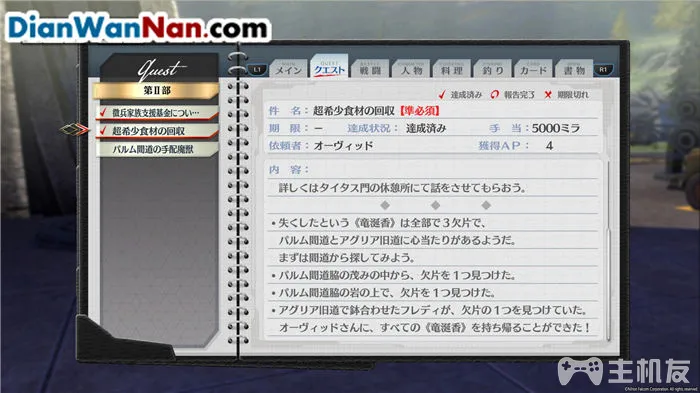 DianWanNan.com
Quest
第Ⅱ部
徴兵家族支援基金につい…
超希少食材の回収
パルム間道の手配魔獣
L1
MAIN
メイン
QUEST
クエスト
BATTLE
戦闘
CHARACTER
人物
COOKING
料理
FISHING
釣り
CARD
カード
BOOK
書物
R1
達成済み 報告完了 期限切れ
件 名：超希少食材の回収【準必須】
期 限：－ 達成状況：達成済み 手 当：5000ミラ
依頼者：オーヴィッド 獲得AP： 4
内 容：
詳しくはタイタス門の休憩所にて話をさせてもらおう。
・失くしたという《竜涎香》は全部で３欠片で、
パルム間道とアグリア旧道に心当たりがあるようだ。
まずは間道から探してみよう。
・パルム間道脇の茂みの中から、欠片を１つ見つけた。
・パルム間道脇の岩の上で、欠片を１つ見つけた。
・アグリア旧道で鉢合わせたフレディが、欠片の１つを見つけていた。
オーヴィッドさんに、すべての《竜涎香》を持ち帰ることができた！
主机友
©Nihon Falcom Corporation. All rights reserved.